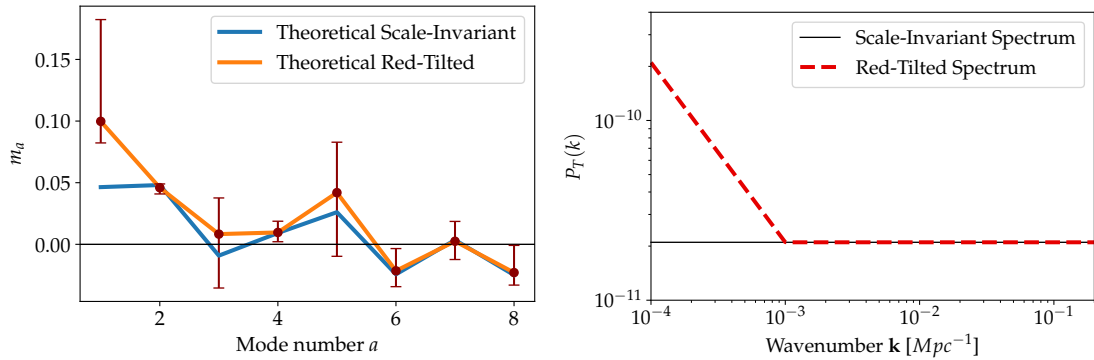 0.15
0.10
0.05
0.00
m_a
2
4
6
8
Mode number a
Theoretical Scale-Invariant
Theoretical Red-Tilted
10^{-10}
10^{-11}
P_T(k)
10^{-4}
10^{-3}
10^{-2}
10^{-1}
Wavenumber k [Mpc^{-1}]
Scale-Invariant Spectrum
Red-Tilted Spectrum